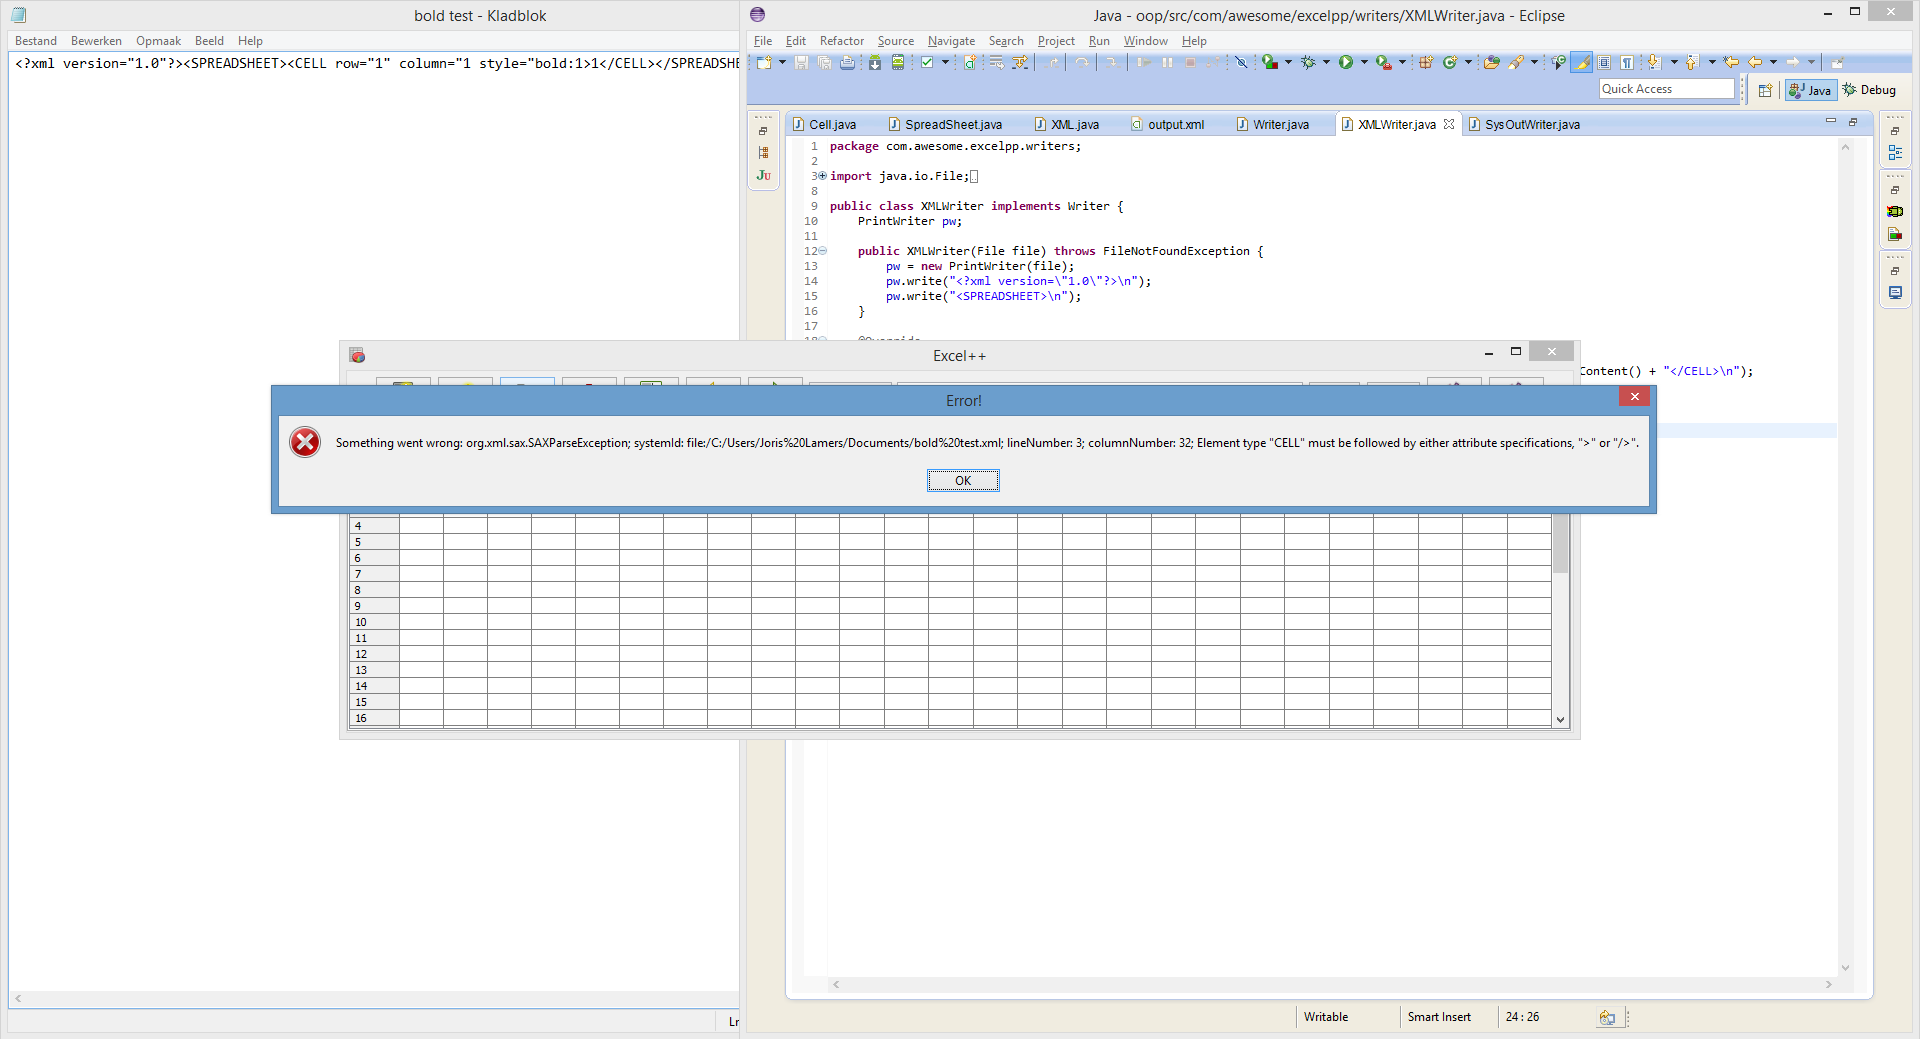 bold test - Kladblok
Bestand Bewerken Opmaak Beeld Help
<?xml version="1.0"?><SPREADSHEET><CELL row="1" column="1 style="bold:1>1</CELL></SPREADSHE
Java - oop/src/com/awesome/excelpp/writers/XMLWriter.java - Eclipse
File Edit Refactor Source Navigate Search Project Run Window Help
Quick Access
Java Debug
Cell.java SpreadSheet.java XML.java output.xml Writer.java XMLWriter.java SysOutWriter.java
1 package com.awesome.excelpp.writers;
2
3 import java.io.File;
8
9 public class XMLWriter implements Writer {
10 PrintWriter pw;
11
12 public XMLWriter(File file) throws FileNotFoundException {
13 pw = new PrintWriter(file);
14 pw.write("<?xml version=\"1.0\"?>\n");
15 pw.write("<SPREADSHEET>\n");
16 }
17
Content() + "</CELL>\n");
Excel++
Error!
Something went wrong: org.xml.sax.SAXParseException; systemId: file:/C:/Users/Joris%20Lamers/Documents/bold%20test.xml; lineNumber: 3; columnNumber: 32; Element type "CELL" must be followed by either attribute specifications, ">" or "/>".
OK
4
5
6
7
8
9
10
11
12
13
14
15
16
Ln
Writable Smart Insert 24 : 26